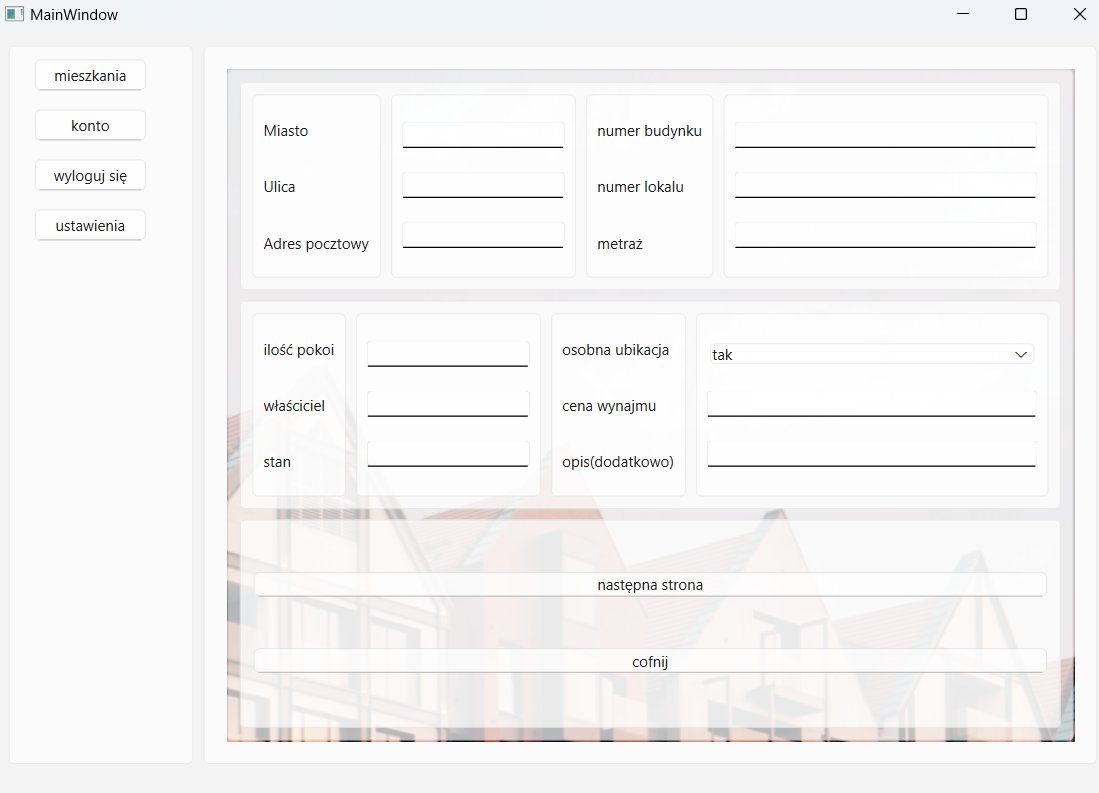 MainWindow
mieszkania
konto
wyloguj się
ustawienia
Miasto
numer budynku
Ulica
numer lokalu
Adres pocztowy
metraż
ilość pokoi
osobna ubikacja
tak
właściciel
cena wynajmu
stan
opis(dodatkowo)
następna strona
cofnij